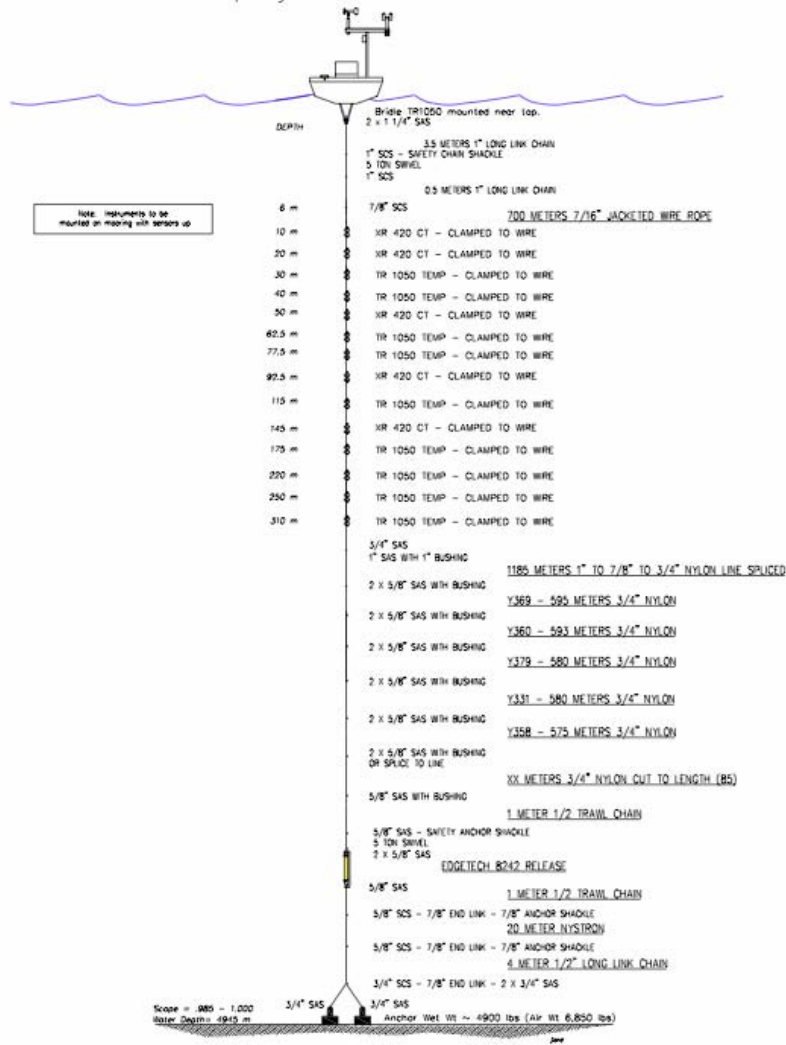 Bridle TR1050 mounted near top.
2 x 1 1/4" SAS
DEPTH
3.5 METERS 1" LONG LINK CHAIN
1" SCS - SAFETY CHAIN SHACKLE
5 TON SWIVEL
1" SCS
0.5 METERS 1" LONG LINK CHAIN
6 m 7/8" SCS
700 METERS 7/16" JACKETED WIRE ROPE
Note: Instruments to be
mounted on mooring with sensors up
10 m XR 420 CT - CLAMPED TO WIRE
20 m XR 420 CT - CLAMPED TO WIRE
30 m TR 1050 TEMP - CLAMPED TO WIRE
40 m TR 1050 TEMP - CLAMPED TO WIRE
50 m XR 420 CT - CLAMPED TO WIRE
62.5 m TR 1050 TEMP - CLAMPED TO WIRE
77.5 m TR 1050 TEMP - CLAMPED TO WIRE
92.5 m XR 420 CT - CLAMPED TO WIRE
115 m TR 1050 TEMP - CLAMPED TO WIRE
145 m XR 420 CT - CLAMPED TO WIRE
175 m TR 1050 TEMP - CLAMPED TO WIRE
220 m TR 1050 TEMP - CLAMPED TO WIRE
250 m TR 1050 TEMP - CLAMPED TO WIRE
310 m TR 1050 TEMP - CLAMPED TO WIRE
3/4" SAS
1" SAS WITH 1" BUSHING
1185 METERS 1" TO 7/8" TO 3/4" NYLON LINE SPLICED
2 X 5/8" SAS WITH BUSHING
Y369 - 595 METERS 3/4" NYLON
2 X 5/8" SAS WITH BUSHING
Y360 - 593 METERS 3/4" NYLON
2 X 5/8" SAS WITH BUSHING
Y379 - 580 METERS 3/4" NYLON
2 X 5/8" SAS WITH BUSHING
Y331 - 580 METERS 3/4" NYLON
2 X 5/8" SAS WITH BUSHING
Y358 - 575 METERS 3/4" NYLON
2 X 5/8" SAS WITH BUSHING
OR SPLICE TO LINE
XX METERS 3/4" NYLON CUT TO LENGTH (85)
5/8" SAS WITH BUSHING
1 METER 1/2 TRAWL CHAIN
5/8" SAS - SAFETY ANCHOR SHACKLE
5 TON SWIVEL
2 X 5/8" SAS
EDGETECH 8242 RELEASE
5/8" SAS
1 METER 1/2 TRAWL CHAIN
5/8" SCS - 7/8" END LINK - 7/8" ANCHOR SHACKLE
20 METER NYSTRON
5/8" SCS - 7/8" END LINK - 7/8" ANCHOR SHACKLE
4 METER 1/2" LONG LINK CHAIN
3/4" SCS - 7/8" END LINK - 2 X 3/4" SAS
3/4" SAS 3/4" SAS
Scope = .985 - 1.000
Water Depth= 4945 m
Anchor Wet Wt ~ 4900 lbs (Air Wt 6,850 lbs)